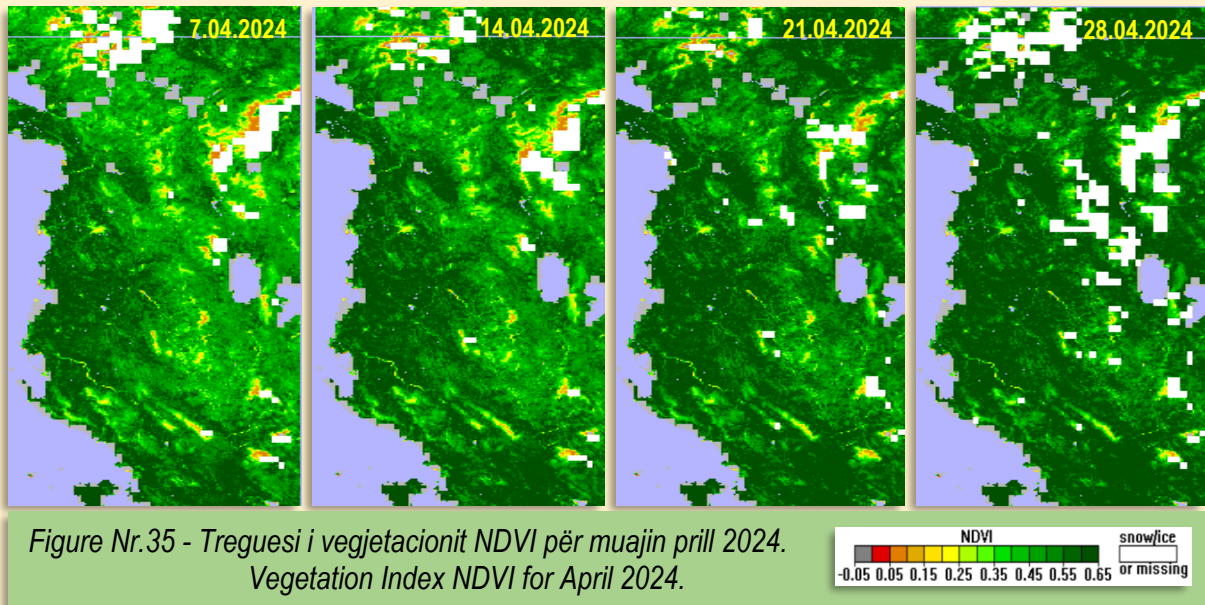 7.04.2024
14.04.2024
21.04.2024
28.04.2024
Figure Nr.35 - Treguesi i vegjetacionit NDVI për muajin prill 2024.
Vegetation Index NDVI for April 2024.
NDVI
-0.05 0.05 0.15 0.25 0.35 0.45 0.55 0.65
snow/ice
or missing